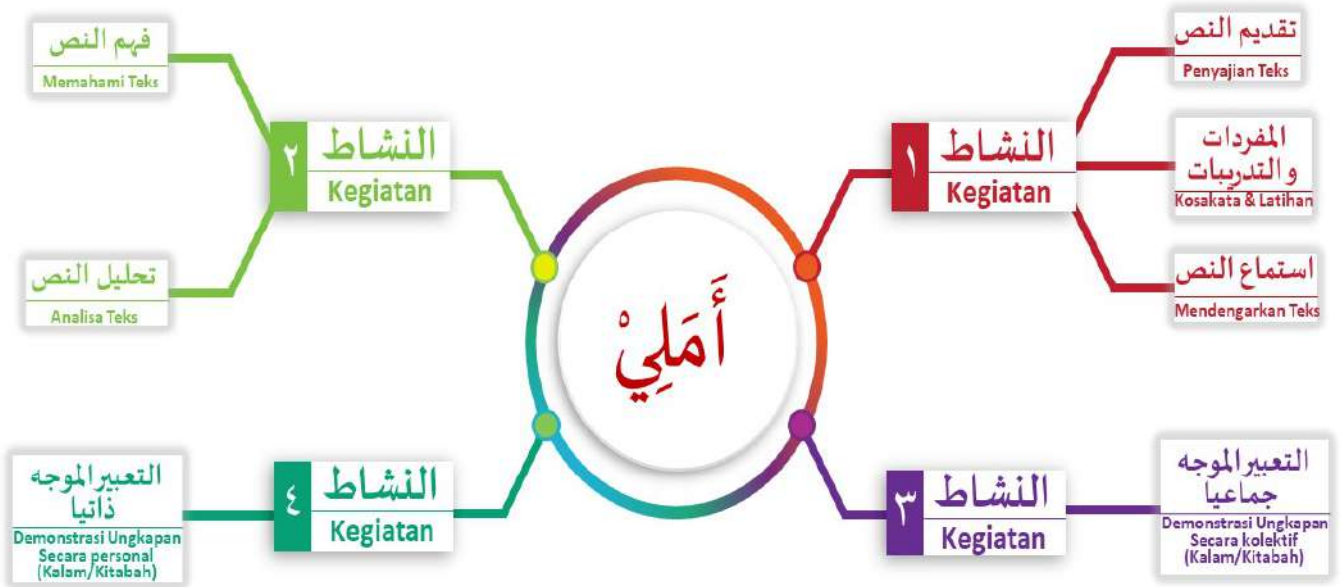 أَمَلِيْ
١
النشاط
Kegiatan
تقديم النص
Penyajian Teks
المفردات
والتدريبات
Kosakata & Latihan
استماع النص
Mendengarkan Teks
٢
النشاط
Kegiatan
فهم النص
Memahami Teks
تحليل النص
Analisa Teks
٣
النشاط
Kegiatan
التعبير الموجه
جماعيا
Demonstrasi Ungkapan
Secara kolektif
(Kalam/Kitabah)
٤
النشاط
Kegiatan
التعبير الموجه
ذاتيا
Demonstrasi Ungkapan
Secara personal
(Kalam/Kitabah)